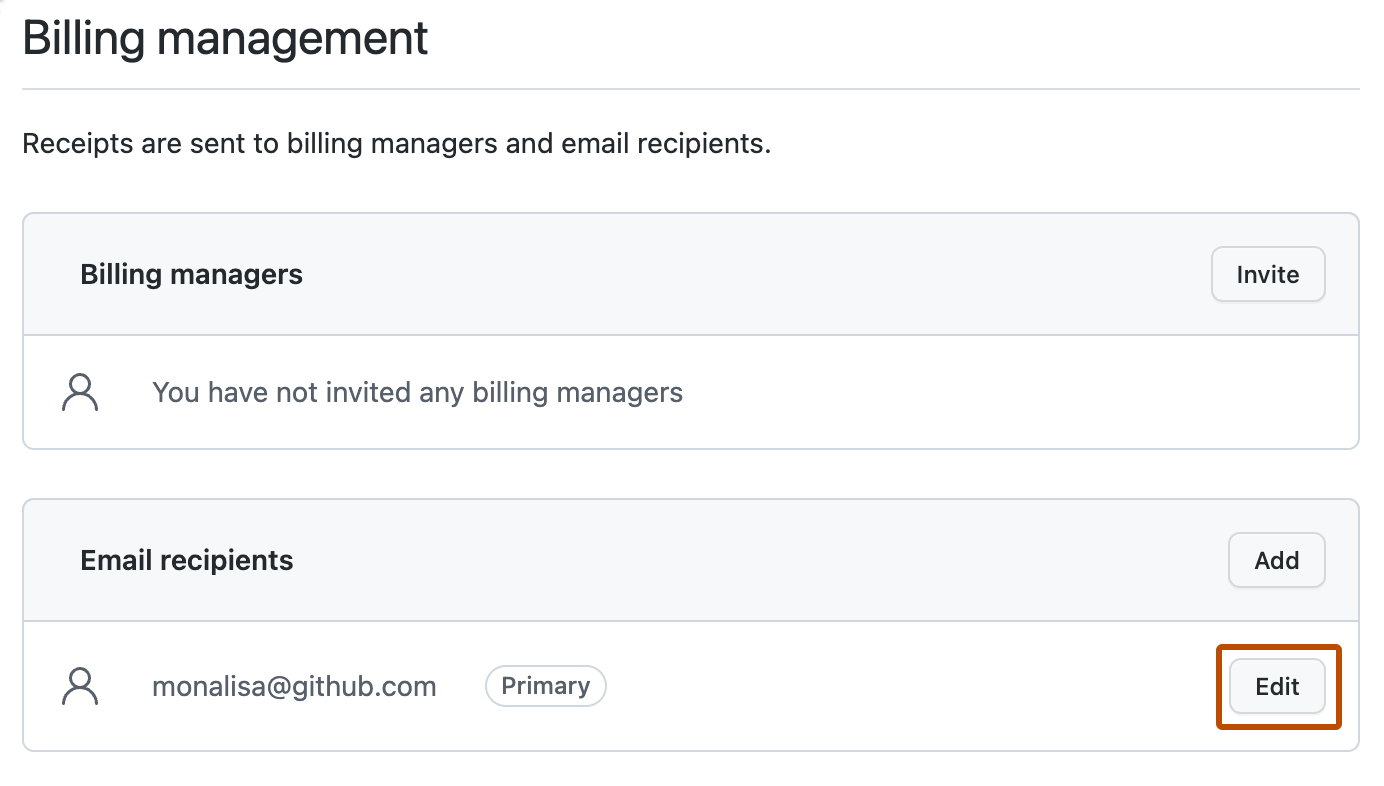 Billing management
Receipts are sent to billing managers and email recipients.
Billing managers
Invite
You have not invited any billing managers
Email recipients
Add
monalisa@github.com
Primary
Edit